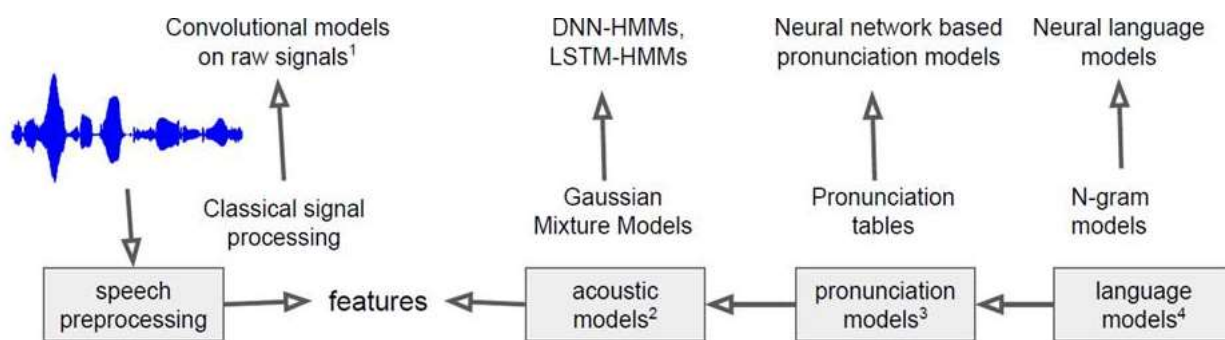 Convolutional models
on raw signals¹
DNN-HMMs,
LSTM-HMMs
Neural network based
pronunciation models
Neural language
models
Classical signal
processing
Gaussian
Mixture Models
Pronunciation
tables
N-gram
models
speech
preprocessing
features
acoustic
models²
pronunciation
models³
language
models⁴